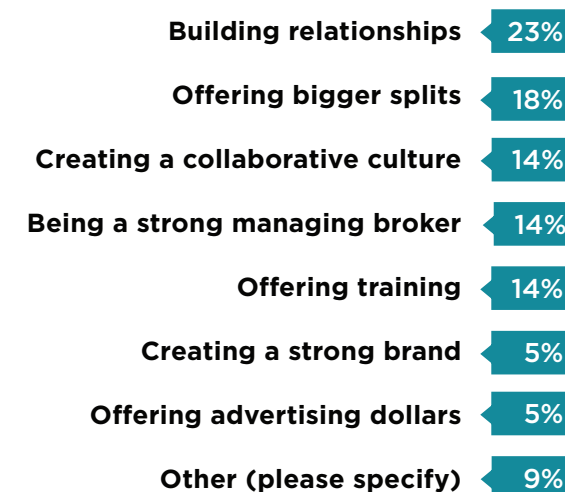 Building relationships 23%
Offering bigger splits 18%
Creating a collaborative culture 14%
Being a strong managing broker 14%
Offering training 14%
Creating a strong brand 5%
Offering advertising dollars 5%
Other (please specify) 9%